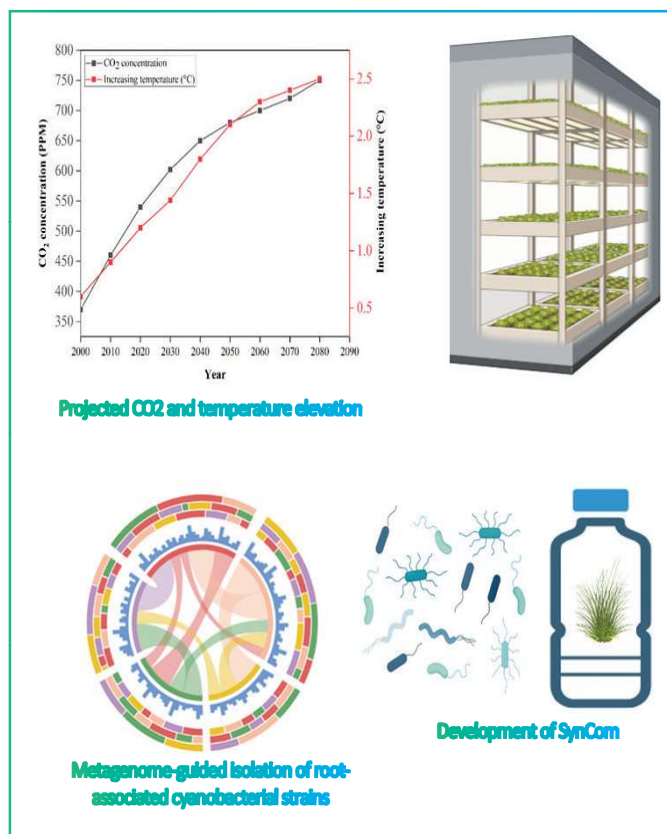 800
750
700
650
600
550
500
450
400
350
CO₂ concentration (PPM)
CO₂ concentration
Increasing temperature (°C)
2.5
2.0
1.5
1.0
0.5
Increasing temperature (°C)
2000 2010 2020 2030 2040 2050 2060 2070 2080 2090
Year
Projected CO2 and temperature elevation
Metagenome-guided isolation of root-
associated cyanobacterial strains
Development of SynCom